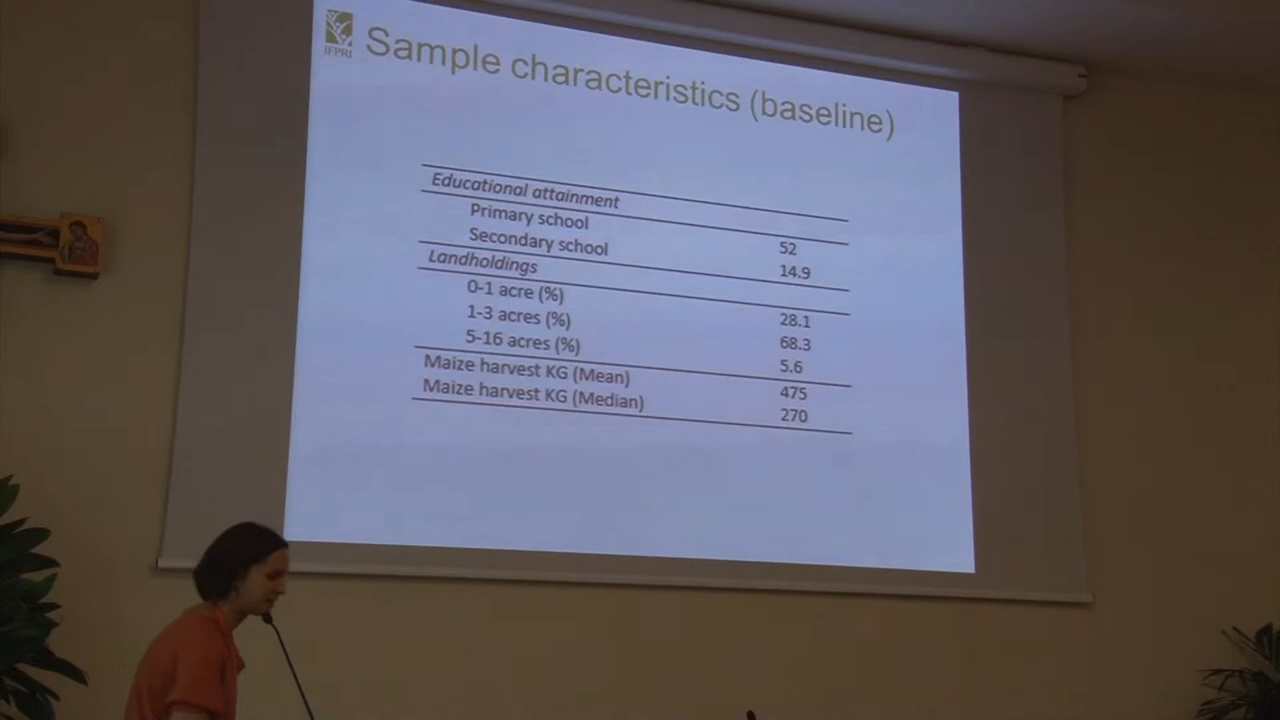 IFPRI
Sample characteristics (baseline)
Educational attainment
Primary school 52
Secondary school 14.9
Landholdings
0-1 acre (%) 28.1
1-3 acres (%) 68.3
5-16 acres (%) 5.6
Maize harvest KG (Mean) 475
Maize harvest KG (Median) 270